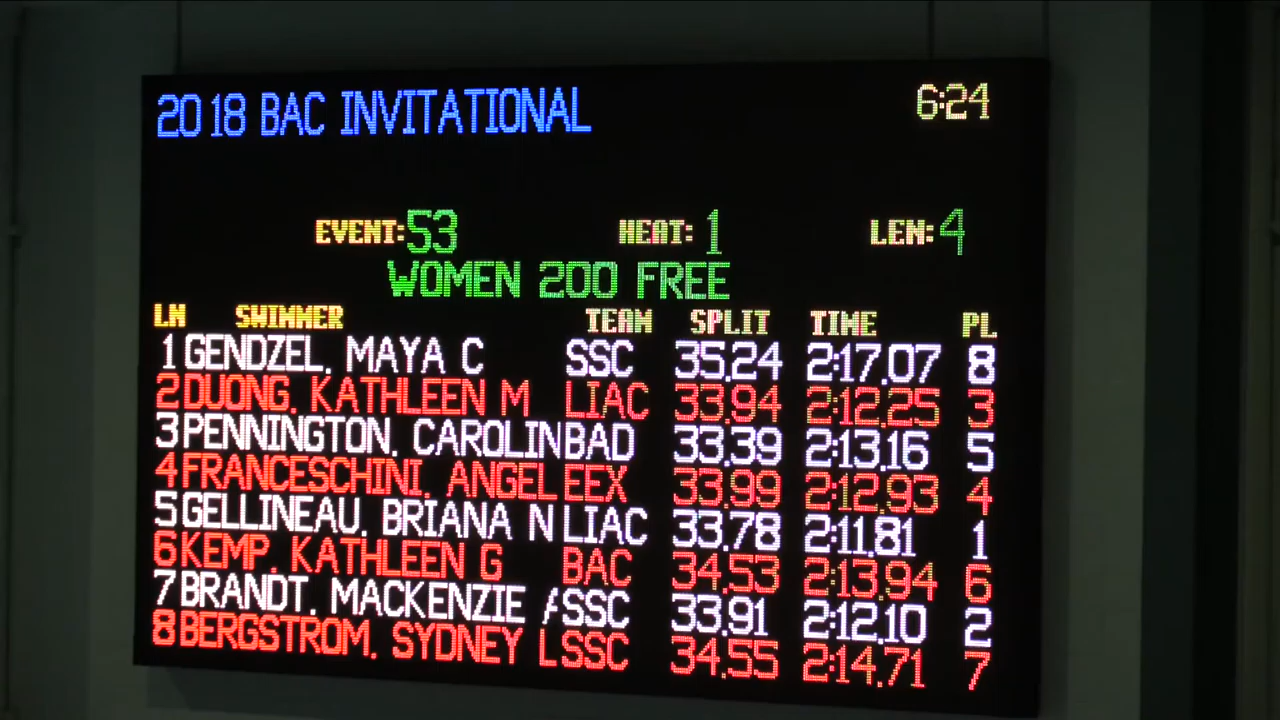 2018 BAC INVITATIONAL 6:24
EVENT:53 HEAT:1 LEN:4
WOMEN 200 FREE
LN SWIMMER TEAM SPLIT TIME PL
1 GENDZEL, MAYA C SSC 35.24 2:17.07 8
2 DUONG, KATHLEEN M LIAC 33.94 2:12.25 3
3 PENNINGTON, CAROLIN BAD 33.39 2:13.16 5
4 FRANCESCHINI, ANGEL EEX 33.99 2:12.93 4
5 GELLINEAU, BRIANA N LIAC 33.78 2:11.81 1
6 KEMP, KATHLEEN G BAC 34.53 2:13.94 6
7 BRANDT, MACKENZIE A SSC 33.91 2:12.10 2
8 BERGSTROM, SYDNEY L SSC 34.55 2:14.71 7